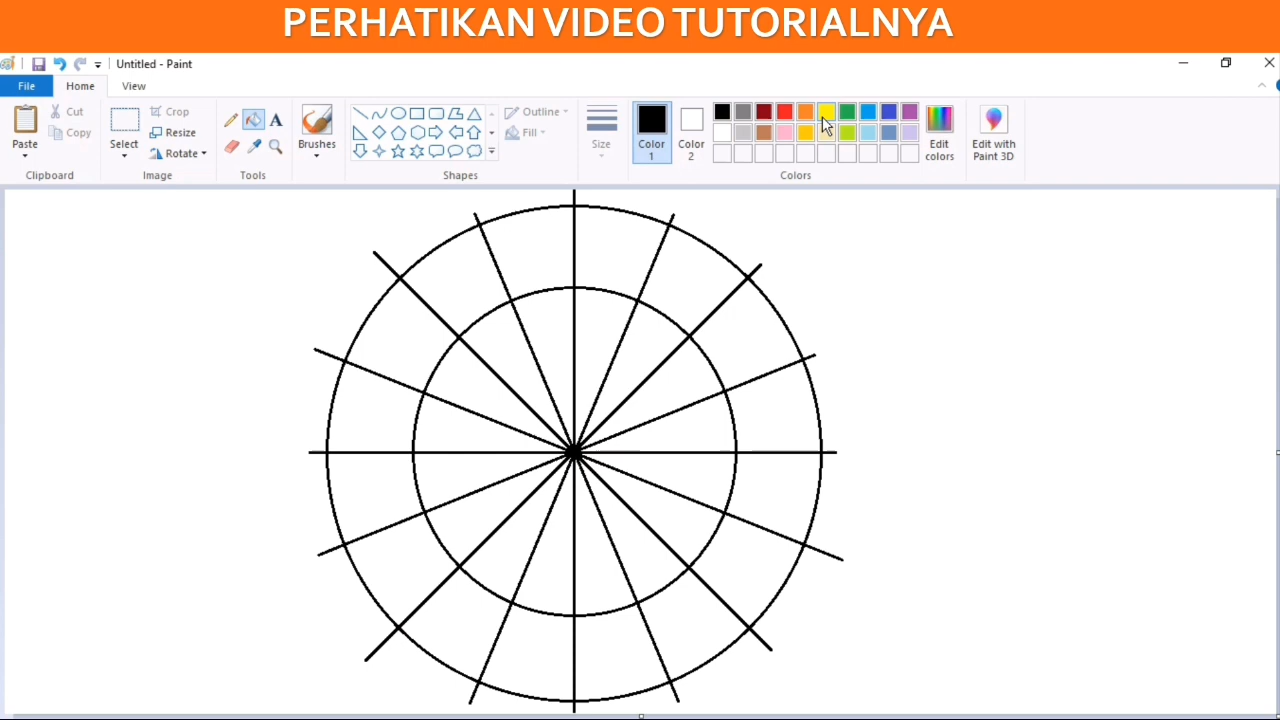 PERHATIKAN VIDEO TUTORIALNYA
Untitled - Paint
File Home View
Paste
Cut
Copy
Clipboard
Select
Crop
Resize
Rotate
Image
A
Tools
Brushes
Shapes
Outline
Fill
Size
Color 1
Color 2
Colors
Edit colors
Edit with Paint 3D